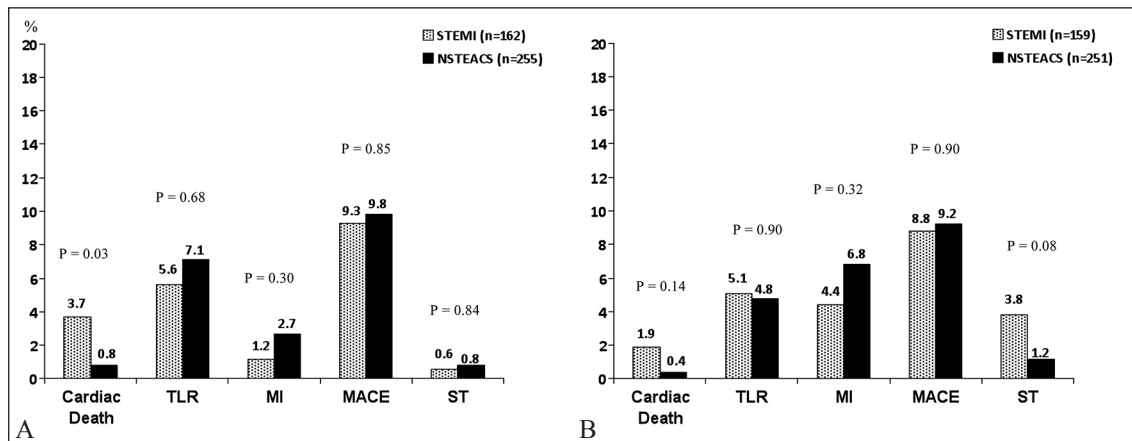 %
STEMI (n=162)
NSTEACS (n=255)
20
18
16
14
12
10
8
6
4
2
0
P = 0.03
3.7
0.8
P = 0.68
5.6
7.1
P = 0.30
1.2
2.7
P = 0.85
9.3
9.8
P = 0.84
0.6
0.8
Cardiac
Death
TLR
MI
MACE
ST
A
STEMI (n=159)
NSTEACS (n=251)
20
18
16
14
12
10
8
6
4
2
0
P = 0.14
1.9
0.4
P = 0.90
5.1
4.8
P = 0.32
4.4
6.8
P = 0.90
8.8
9.2
P = 0.08
3.8
1.2
Cardiac
Death
TLR
MI
MACE
ST
B